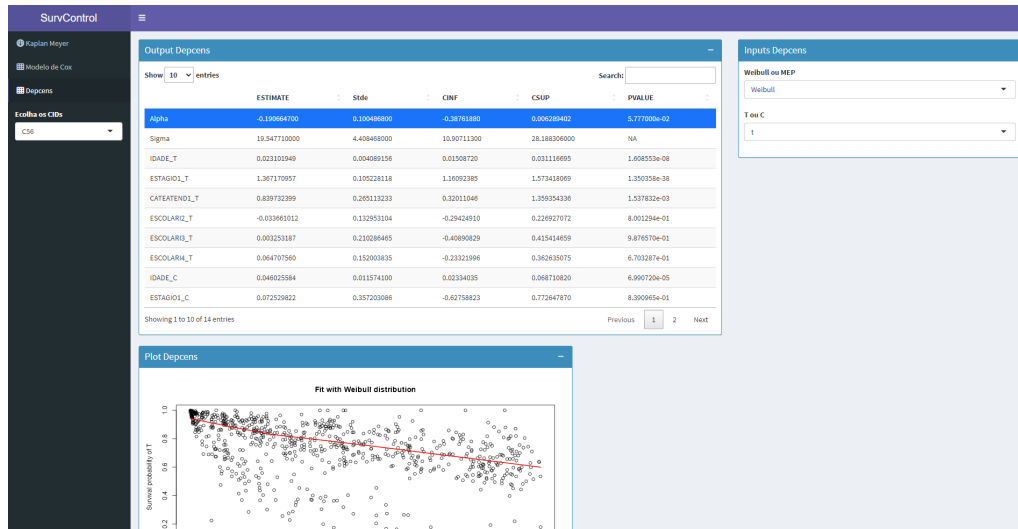 SurvControl
Kaplan Meyer
Modelo de Cox
Depcens
Ecolha os CIDs
C56
Output Depcens
Show 10 entries Search:
ESTIMATE Stde CINF CSUP PVALUE
Alpha -0.190664700 0.100486800 -0.38761880 0.006289402 5.777000e-02
Sigma 19.547710000 4.408468000 10.90711300 28.188306000 NA
IDADE_T 0.023101949 0.004089156 0.01508720 0.031116695 1.608553e-08
ESTAGIO1_T 1.367170957 0.105228118 1.16092385 1.573418069 1.350358e-38
CATEATEND1_T 0.839732399 0.265113233 0.32011046 1.359354336 1.537832e-03
ESCOLARI2_T -0.033661012 0.132953104 -0.29424910 0.226927072 8.001294e-01
ESCOLARI3_T 0.003253187 0.210286465 -0.40890829 0.415414659 9.876570e-01
ESCOLARI4_T 0.064707560 0.152003835 -0.23321996 0.362635075 6.703287e-01
IDADE_C 0.046025584 0.011574100 0.02334035 0.068710820 6.990720e-05
ESTAGIO1_C 0.072529822 0.357203086 -0.62758823 0.772647870 8.390965e-01
Showing 1 to 10 of 14 entries Previous 1 2 Next
Inputs Depcens
Weibull ou MEP
Weibull
T ou C
t
Plot Depcens
Fit with Weibull distribution
Survival probability of T
1.0
0.8
0.6
0.4
0.2